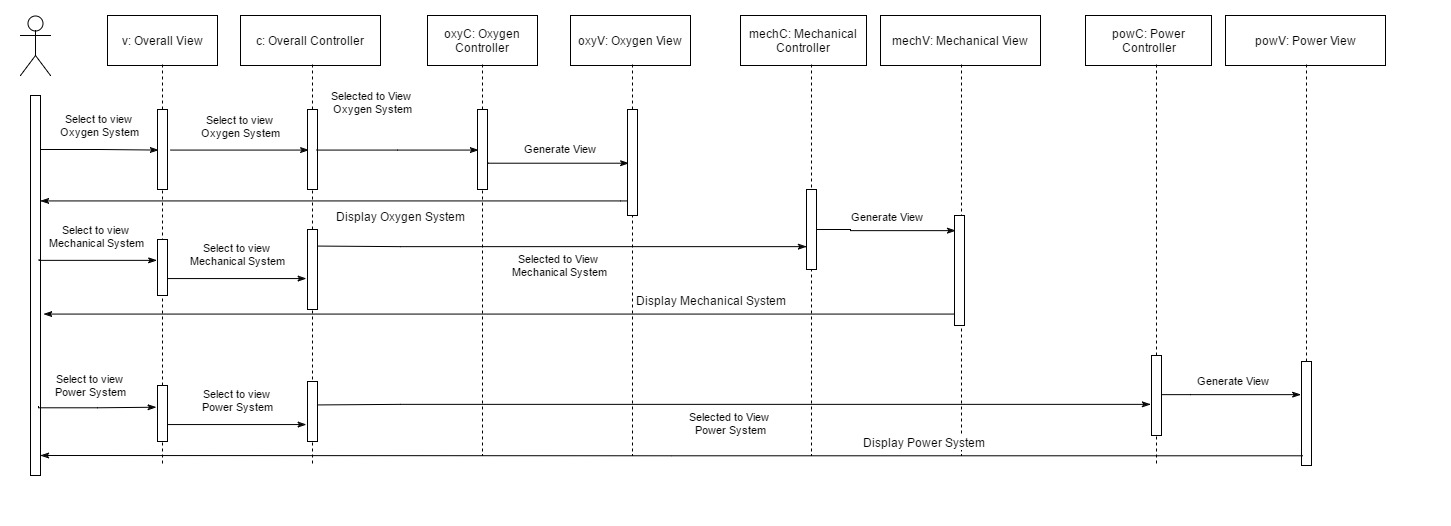 v: Overall View
c: Overall Controller
oxyC: Oxygen
Controller
oxyV: Oxygen View
mechC: Mechanical
Controller
mechV: Mechanical View
powC: Power
Controller
powV: Power View
Select to view
Oxygen System
Select to view
Oxygen System
Selected to View
Oxygen System
Generate View
Display Oxygen System
Select to view
Mechanical System
Select to view
Mechanical System
Selected to View
Mechanical System
Generate View
Display Mechanical System
Select to view
Power System
Select to view
Power System
Selected to View
Power System
Generate View
Display Power System